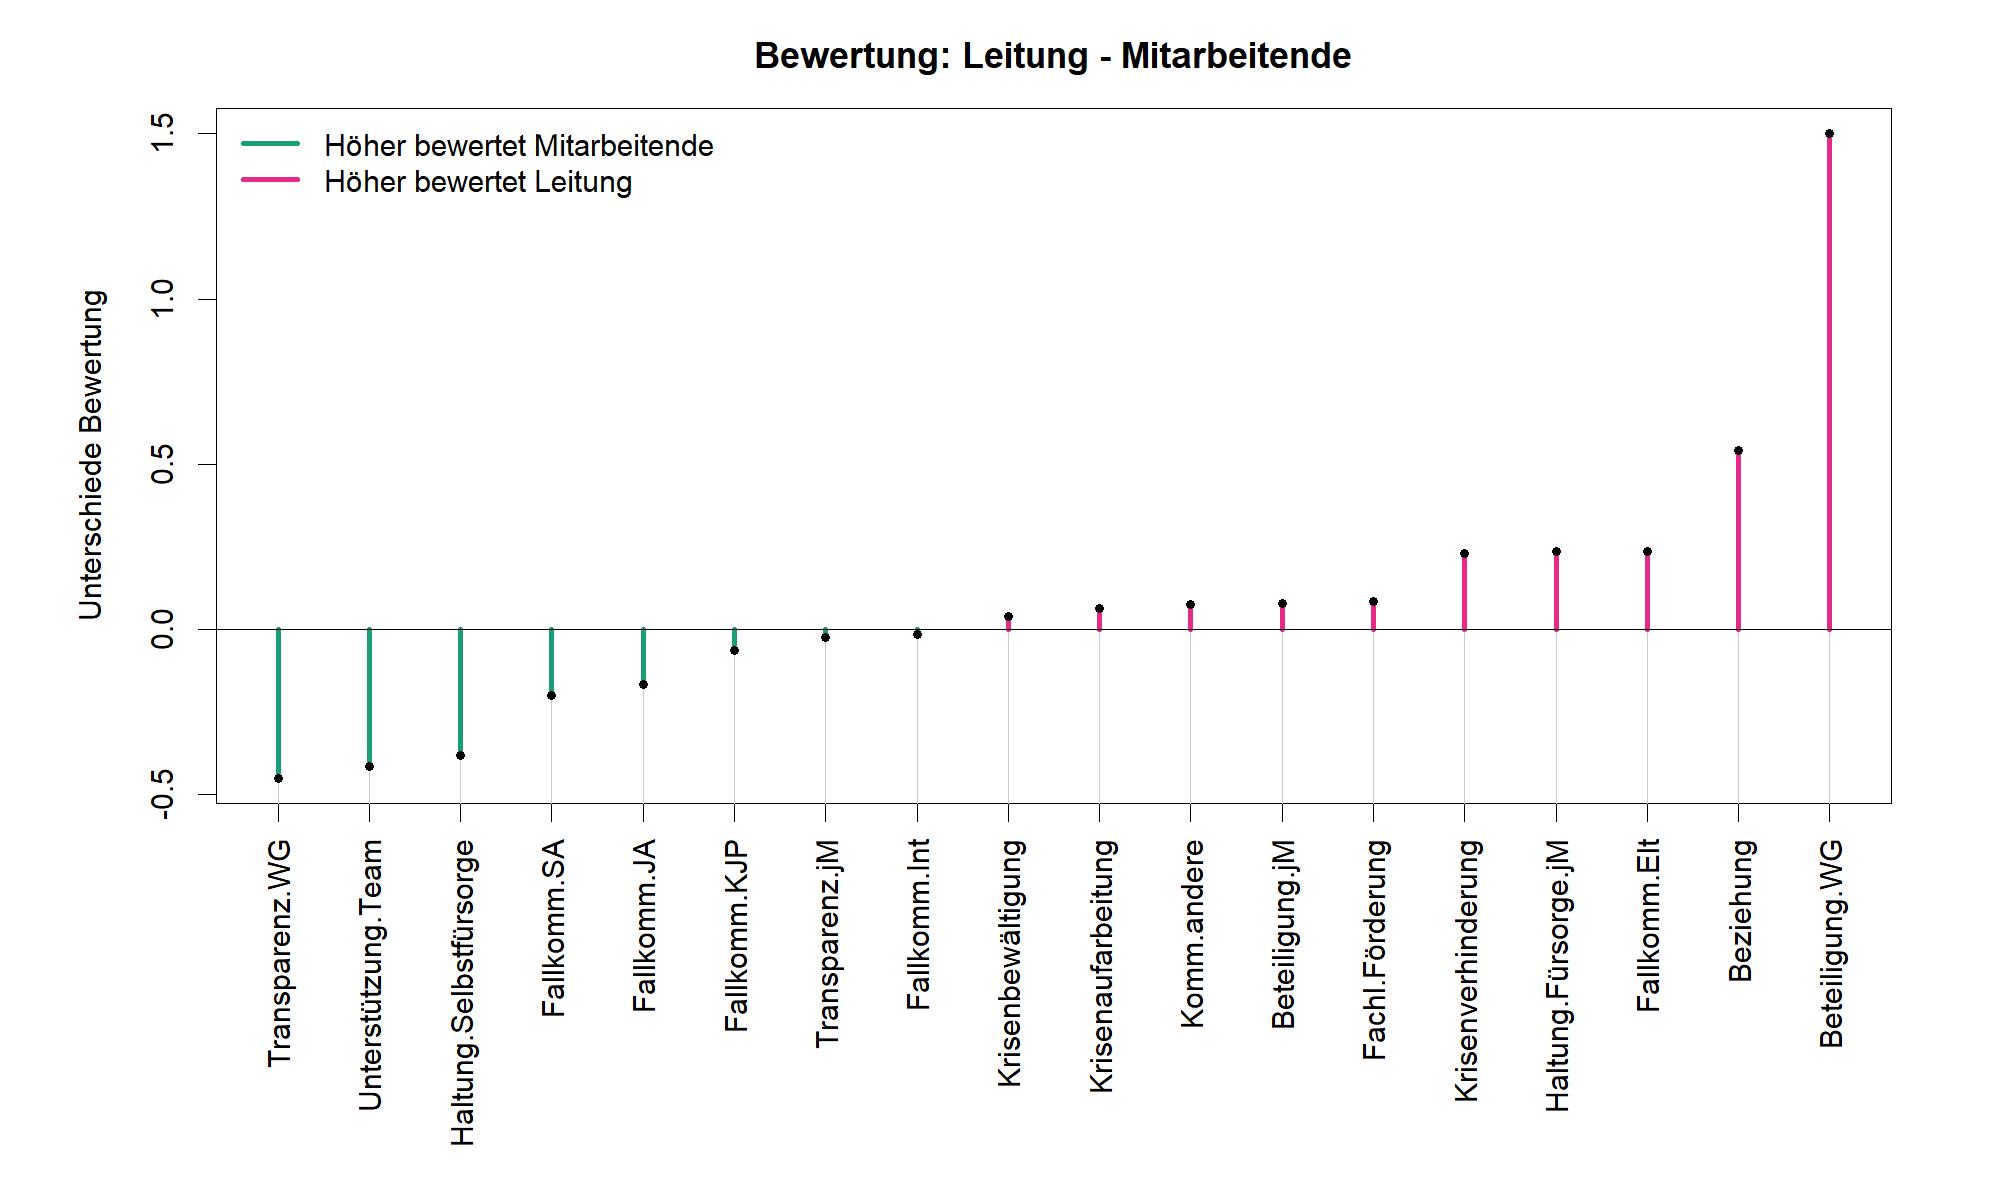 Bewertung: Leitung - Mitarbeitende
Höher bewertet Mitarbeitende
Höher bewertet Leitung
Unterschiede Bewertung
1.5
1.0
0.5
0.0
-0.5
Transparenz.WG
Unterstützung.Team
Haltung.Selbstfürsorge
Fallkomm.SA
Fallkomm.JA
Fallkomm.KJP
Transparenz.jM
Fallkomm.Int
Krisenbewältigung
Krisenaufarbeitung
Komm.andere
Beteiligung.jM
Fachl.Förderung
Krisenverhinderung
Haltung.Fürsorge.jM
Fallkomm.Elt
Beziehung
Beteiligung.WG